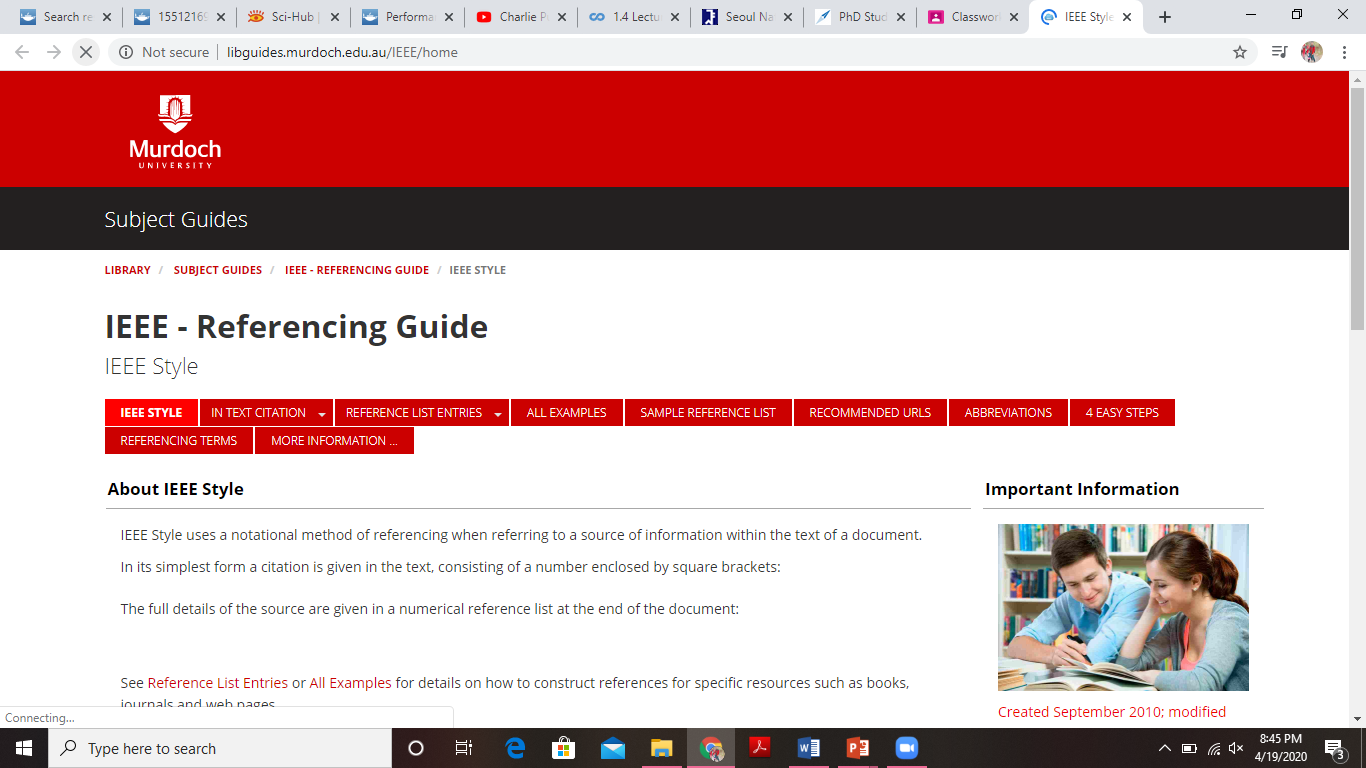 Search re
15512169
Sci-Hub |
Performa
Charlie P
1.4 Lectu
Seoul Na
PhD Stud
Classwor
IEEE Style
Not secure
libguides.murdoch.edu.au/IEEE/home
Murdoch
UNIVERSITY
Subject Guides
LIBRARY / SUBJECT GUIDES / IEEE - REFERENCING GUIDE / IEEE STYLE
IEEE - Referencing Guide
IEEE Style
IEEE STYLE IN TEXT CITATION REFERENCE LIST ENTRIES ALL EXAMPLES SAMPLE REFERENCE LIST RECOMMENDED URLS ABBREVIATIONS 4 EASY STEPS
REFERENCING TERMS MORE INFORMATION ...
About IEEE Style
IEEE Style uses a notational method of referencing when referring to a source of information within the text of a document.
In its simplest form a citation is given in the text, consisting of a number enclosed by square brackets:
The full details of the source are given in a numerical reference list at the end of the document:
See Reference List Entries or All Examples for details on how to construct references for specific resources such as books,
journals and web pages
Important Information
Created September 2010; modified
Connecting...
Type here to search
8:45 PM
4/19/2020
3